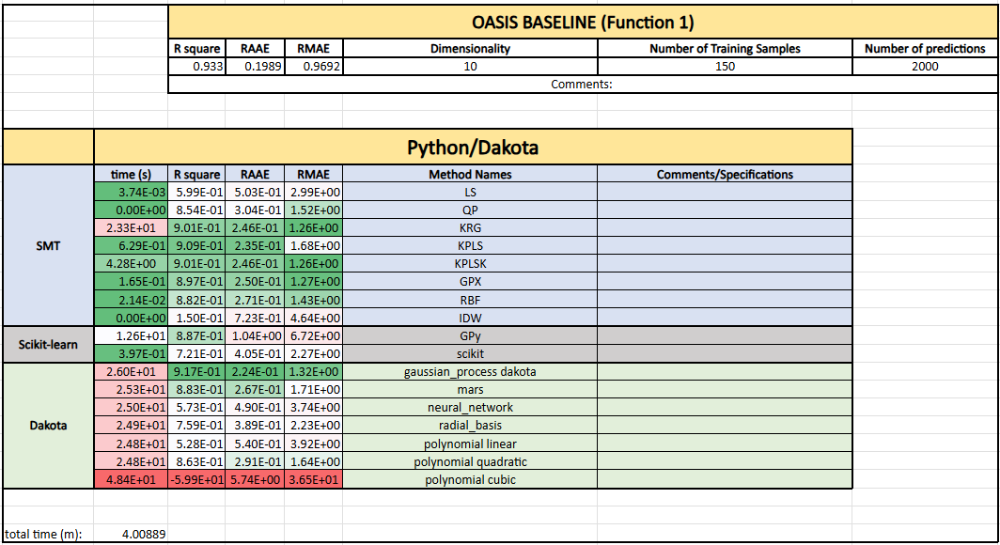 OASIS BASELINE (Function 1)
R square RAAE RMAE Dimensionality Number of Training Samples Number of predictions
0.933 0.1989 0.9692 10 150 2000
Comments:
Python/Dakota
time (s) R square RAAE RMAE Method Names Comments/Specifications
3.74E-03 5.99E-01 5.03E-01 2.99E+00 LS
0.00E+00 8.54E-01 3.04E-01 1.52E+00 QP
2.33E+01 9.01E-01 2.46E-01 1.26E+00 KRG
SMT 6.29E-01 9.09E-01 2.35E-01 1.68E+00 KPLS
4.28E+00 9.01E-01 2.46E-01 1.26E+00 KPLSK
1.65E-01 8.97E-01 2.50E-01 1.27E+00 GPX
2.14E-02 8.82E-01 2.71E-01 1.43E+00 RBF
0.00E+00 1.50E-01 7.23E-01 4.64E+00 IDW
Scikit-learn 1.26E+01 8.87E-01 1.04E+00 6.72E+00 GPy
3.97E-01 7.21E-01 4.05E-01 2.27E+00 scikit
2.60E+01 9.17E-01 2.24E-01 1.32E+00 gaussian_process dakota
2.53E+01 8.83E-01 2.67E-01 1.71E+00 mars
2.50E+01 5.73E-01 4.90E-01 3.74E+00 neural_network
Dakota 2.49E+01 7.59E-01 3.89E-01 2.23E+00 radial_basis
2.48E+01 5.28E-01 5.40E-01 3.92E+00 polynomial linear
2.48E+01 8.63E-01 2.91E-01 1.64E+00 polynomial quadratic
4.84E+01 -5.99E+01 5.74E+00 3.65E+01 polynomial cubic
total time (m): 4.00889